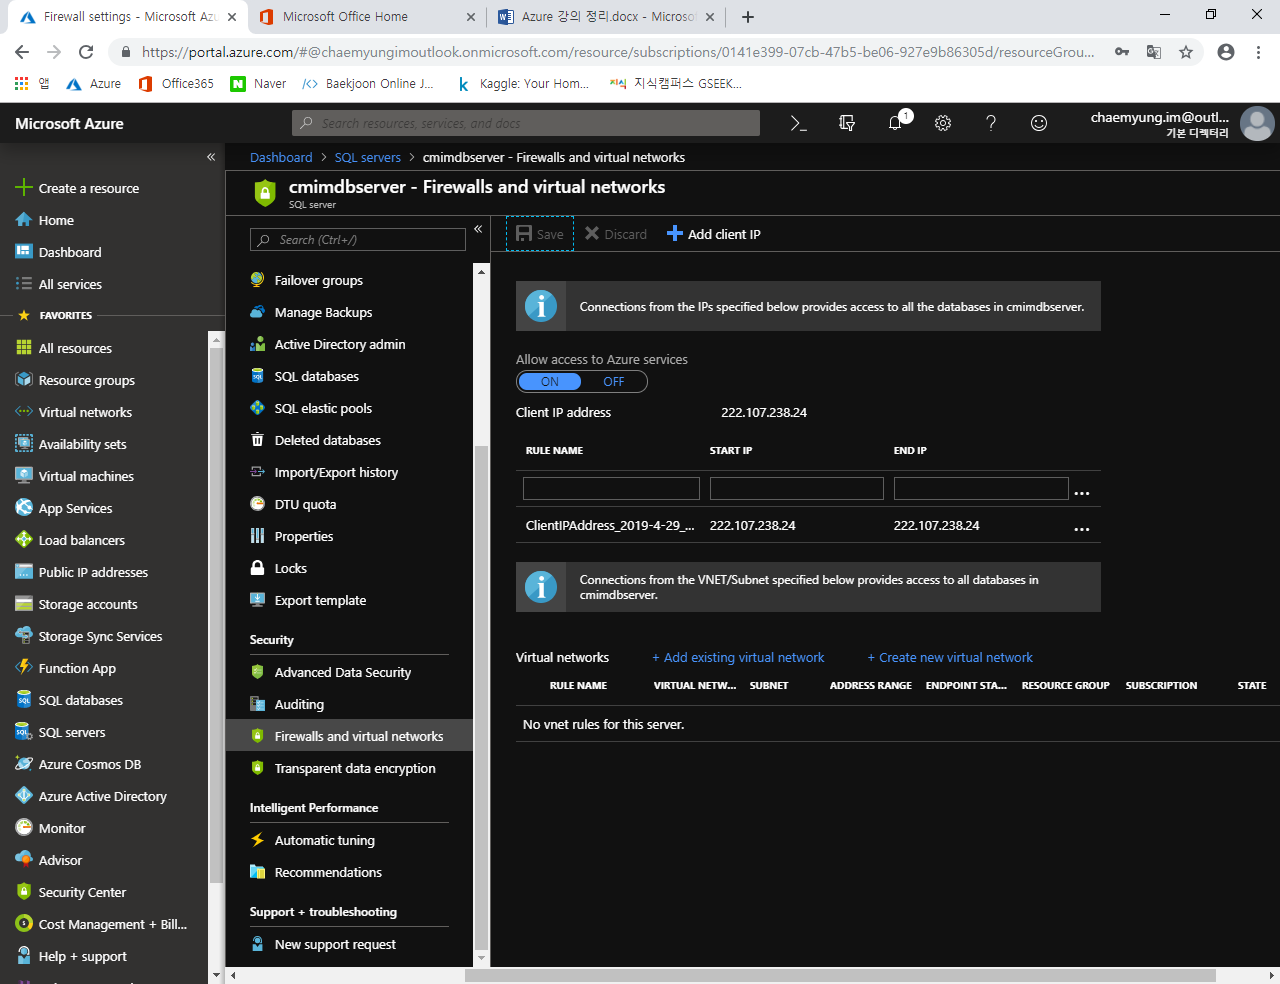 Firewall settings - Microsoft Azu
Microsoft Office Home
Azure 강의 정리.docx - Microso
https://portal.azure.com/#@chaemyungimoutlook.onmicrosoft.com/resource/subscriptions/0141e399-07cb-47b5-be06-927e9b86305d/resourceGrou...
앱
Azure
Office365
Naver
Baekjoon Online J...
Kaggle: Your Hom...
지식캠퍼스 GSEEK...
Microsoft Azure
Search resources, services, and docs
1
chaemyung.im@outl...
기본 디렉터리
Create a resource
Home
Dashboard
All services
FAVORITES
All resources
Resource groups
Virtual networks
Availability sets
Virtual machines
App Services
Load balancers
Public IP addresses
Storage accounts
Storage Sync Services
Function App
SQL databases
SQL servers
Azure Cosmos DB
Azure Active Directory
Monitor
Advisor
Security Center
Cost Management + Bill...
Help + support
Dashboard > SQL servers > cmimdbserver - Firewalls and virtual networks
cmimdbserver - Firewalls and virtual networks
SQL server
Search (Ctrl+/)
Failover groups
Manage Backups
Active Directory admin
SQL databases
SQL elastic pools
Deleted databases
Import/Export history
DTU quota
Properties
Locks
Export template
Security
Advanced Data Security
Auditing
Firewalls and virtual networks
Transparent data encryption
Intelligent Performance
Automatic tuning
Recommendations
Support + troubleshooting
New support request
Save
Discard
Add client IP
Connections from the IPs specified below provides access to all the databases in cmimdbserver.
Allow access to Azure services
ON OFF
Client IP address 222.107.238.24
RULE NAME START IP END IP
...
ClientIPAddress_2019-4-29_... 222.107.238.24 222.107.238.24 ...
Connections from the VNET/Subnet specified below provides access to all databases in
cmimdbserver.
Virtual networks + Add existing virtual network + Create new virtual network
RULE NAME VIRTUAL NETW... SUBNET ADDRESS RANGE ENDPOINT STA... RESOURCE GROUP SUBSCRIPTION STATE
No vnet rules for this server.